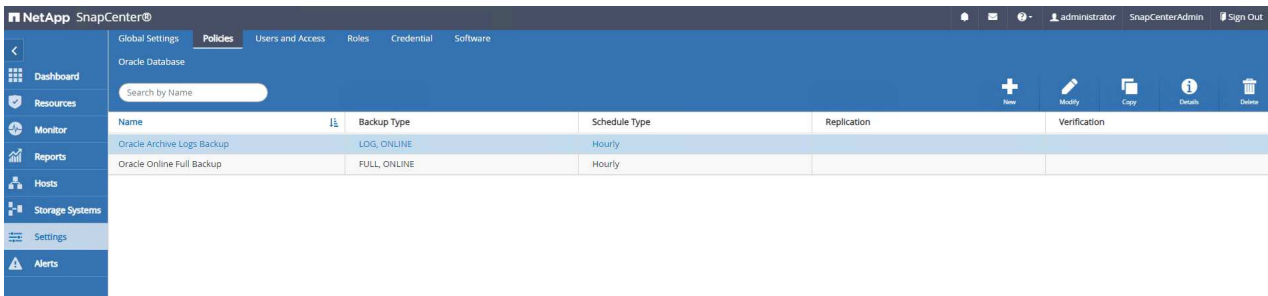 NetApp SnapCenter®
administrator SnapCenterAdmin Sign Out
Global Settings Policies Users and Access Roles Credential Software
Oracle Database
Dashboard
Search by Name
New Modify Copy Details Delete
Resources
Name Backup Type Schedule Type Replication Verification
Monitor
Oracle Archive Logs Backup LOG, ONLINE Hourly
Reports
Oracle Online Full Backup FULL, ONLINE Hourly
Hosts
Storage Systems
Settings
Alerts